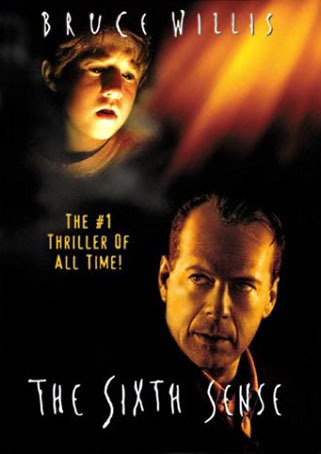 BRUCE WILLIS
THE #1
THRILLER OF
ALL TIME!
THE SIXTH SENSE